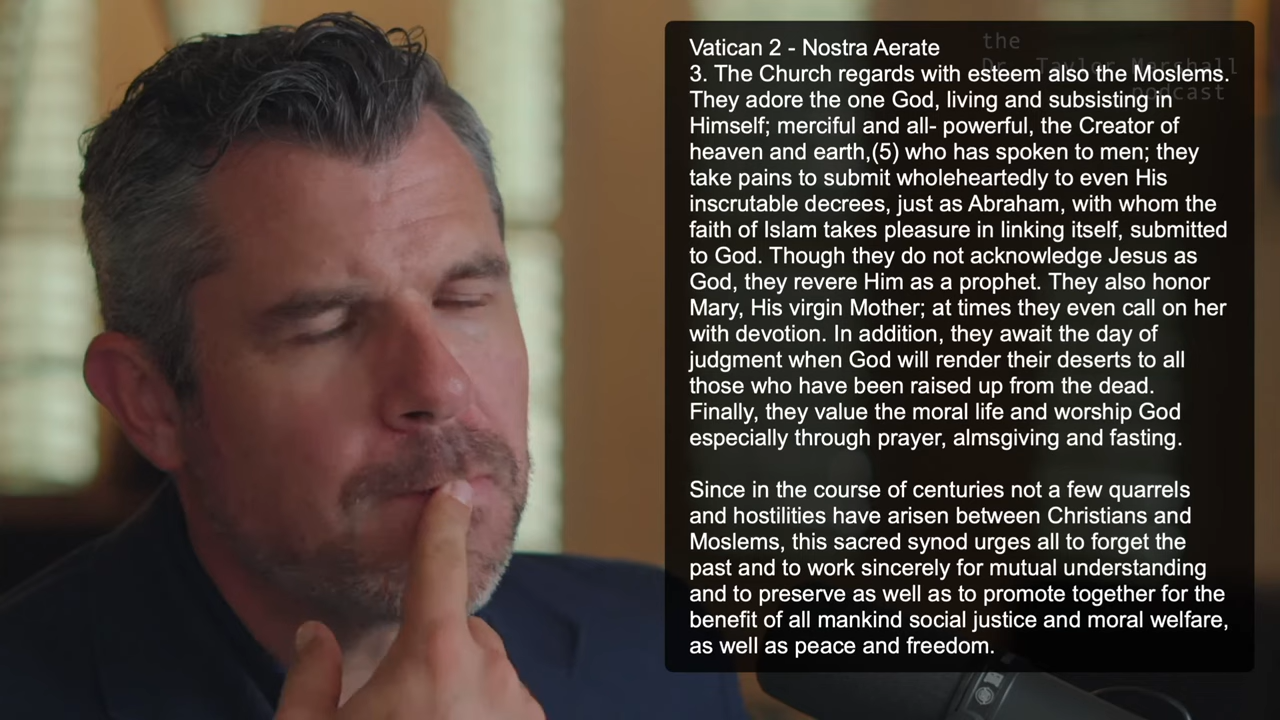 the
Dr. Taylor Marshall
podcast
Vatican 2 - Nostra Aerate
3. The Church regards with esteem also the Moslems.
They adore the one God, living and subsisting in
Himself; merciful and all- powerful, the Creator of
heaven and earth,(5) who has spoken to men; they
take pains to submit wholeheartedly to even His
inscrutable decrees, just as Abraham, with whom the
faith of Islam takes pleasure in linking itself, submitted
to God. Though they do not acknowledge Jesus as
God, they revere Him as a prophet. They also honor
Mary, His virgin Mother; at times they even call on her
with devotion. In addition, they await the day of
judgment when God will render their deserts to all
those who have been raised up from the dead.
Finally, they value the moral life and worship God
especially through prayer, almsgiving and fasting.
Since in the course of centuries not a few quarrels
and hostilities have arisen between Christians and
Moslems, this sacred synod urges all to forget the
past and to work sincerely for mutual understanding
and to preserve as well as to promote together for the
benefit of all mankind social justice and moral welfare,
as well as peace and freedom.